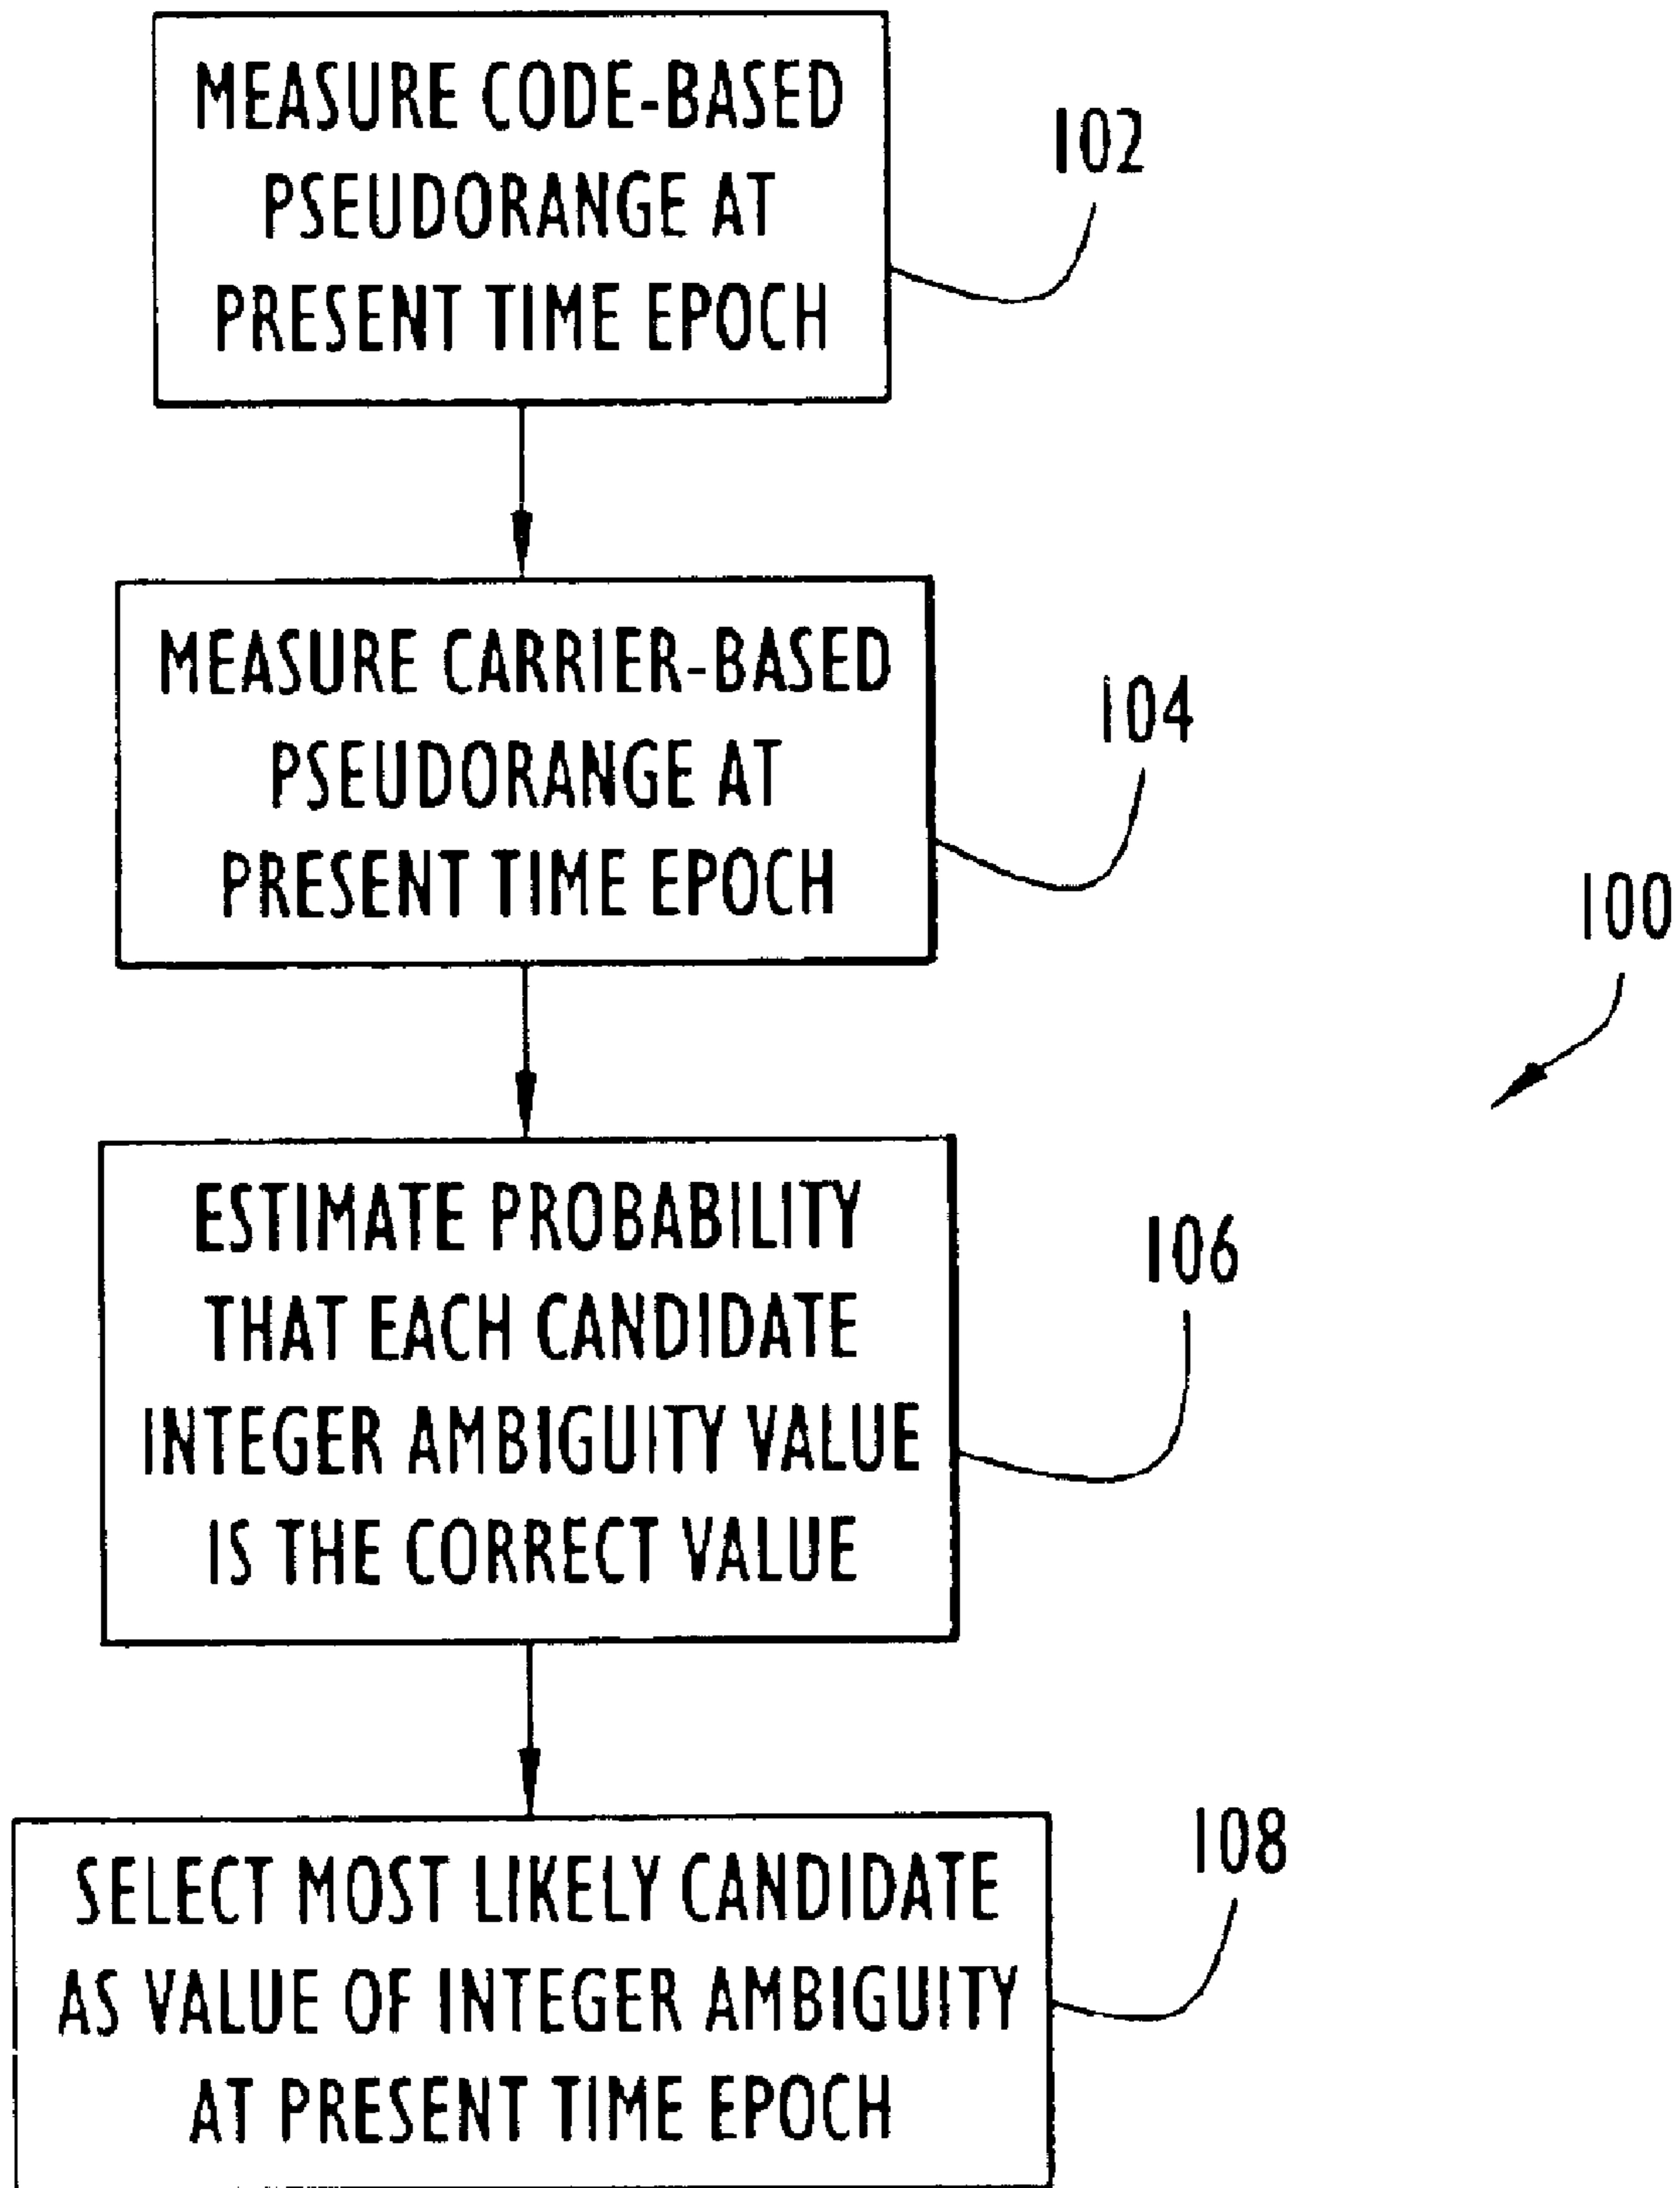 MEASURE CODE-BASED
PSEUDORANGE AT
PRESENT TIME EPOCH
102
MEASURE CARRIER-BASED
PSEUDORANGE AT
PRESENT TIME EPOCH
104
100
ESTIMATE PROBABILITY
THAT EACH CANDIDATE
INTEGER AMBIGUITY VALUE
IS THE CORRECT VALUE
106
SELECT MOST LIKELY CANDIDATE
AS VALUE OF INTEGER AMBIGUITY
AT PRESENT TIME EPOCH
108